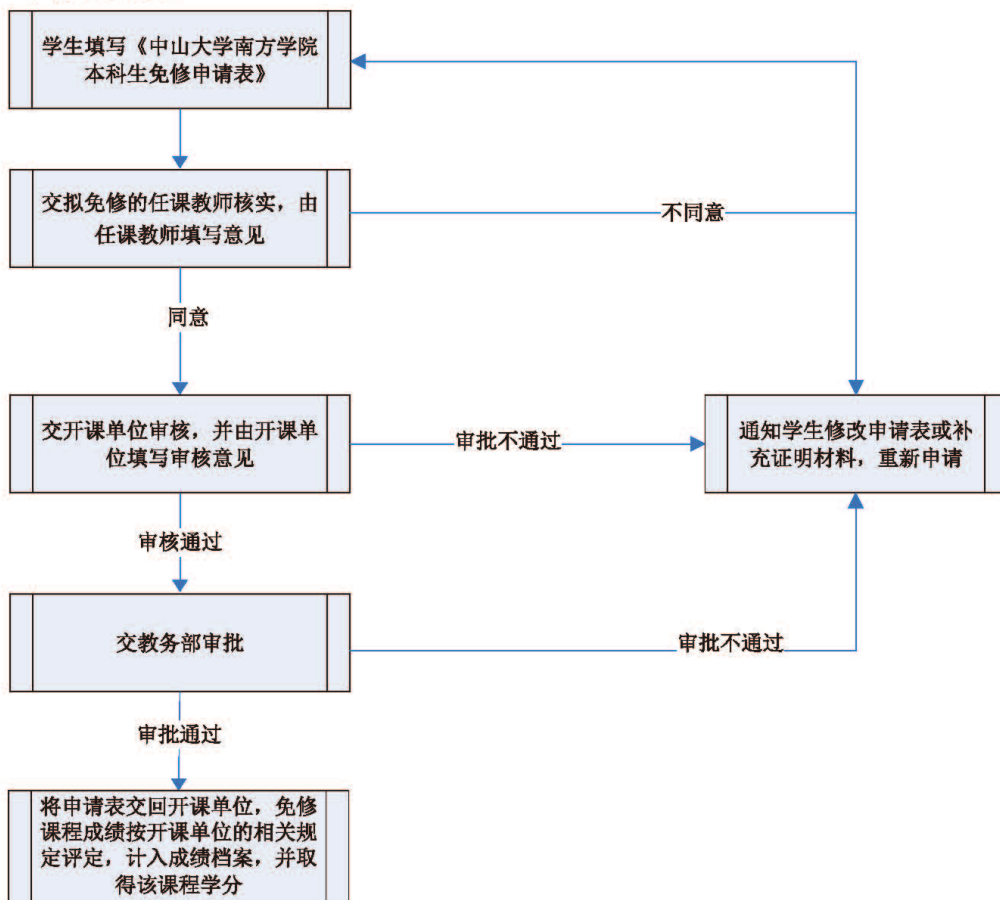 学生填写《中山大学南方学院
本科生免修申请表》
交拟免修的任课教师核实，由
任课教师填写意见
不同意
同意
交开课单位审核，并由开课单
位填写审核意见
审批不通过
通知学生修改申请表或补
充证明材料，重新申请
审核通过
交教务部审批
审批不通过
审批通过
将申请表交回开课单位，免修
课程成绩按开课单位的相关规
定评定，计入成绩档案，并取
得该课程学分